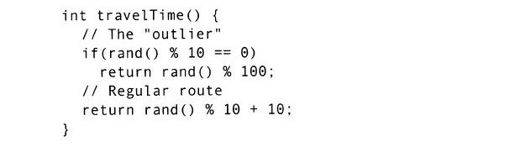 int travelTime() {
// The "outlier"
if(rand() % 10 == 0)
return rand() % 100;
// Regular route
return rand() % 10 + 10;
}